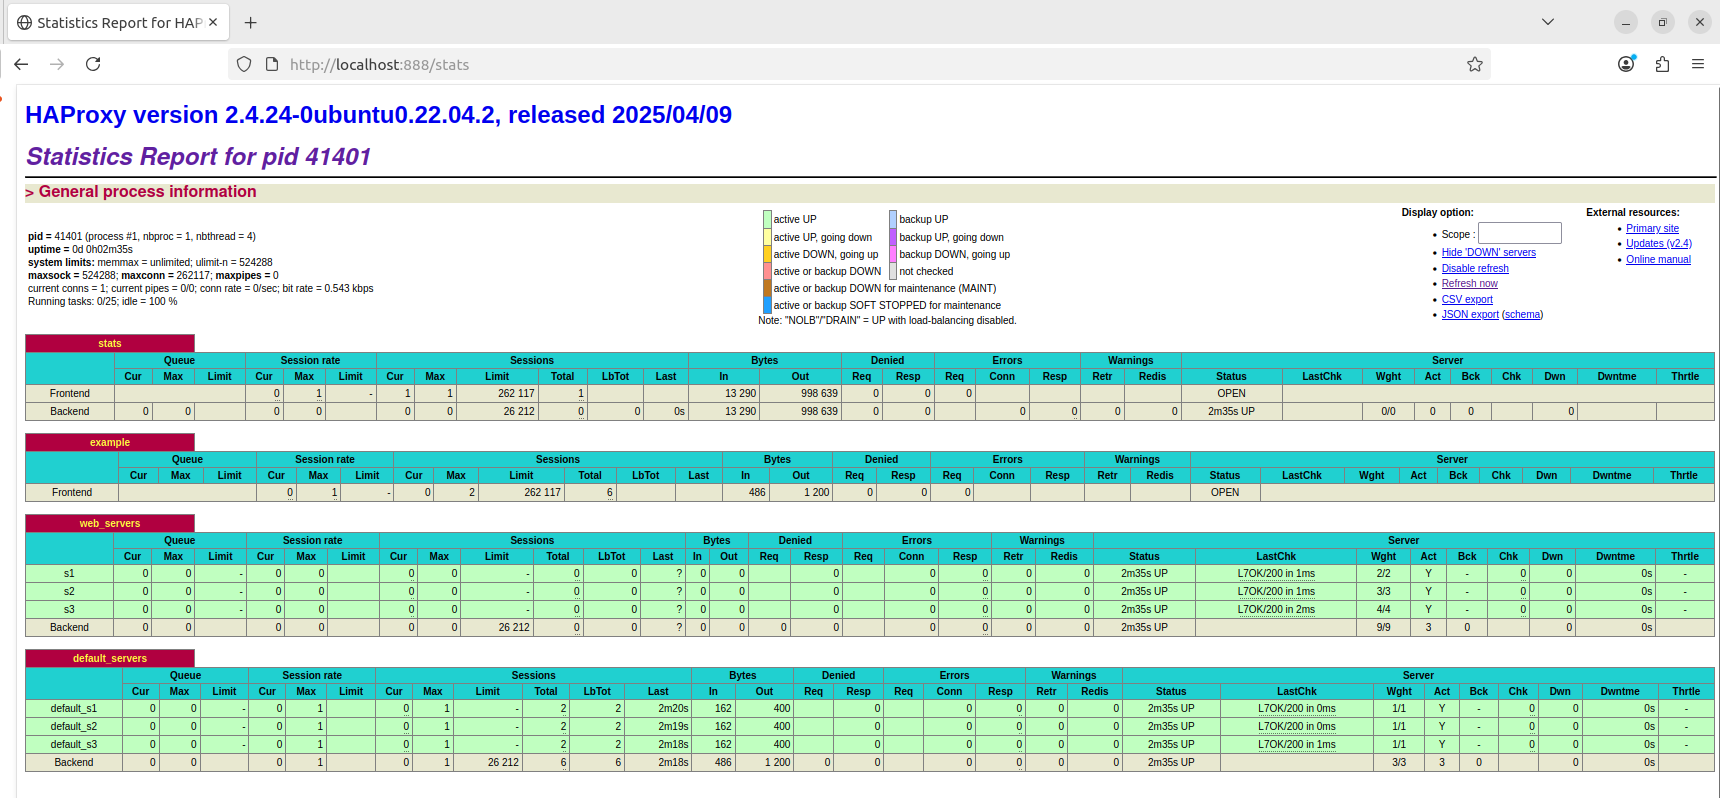 Statistics Report for HAP
http://localhost:888/stats
HAProxy version 2.4.24-0ubuntu0.22.04.2, released 2025/04/09
Statistics Report for pid 41401
> General process information
pid = 41401 (process #1, nbproc = 1, nbthread = 4)
uptime = 0d 0h02m35s
system limits: memmax = unlimited; ulimit-n = 524288
maxsock = 524288; maxconn = 262117; maxpipes = 0
current conns = 1; current pipes = 0/0; conn rate = 0/sec; bit rate = 0.543 kbps
Running tasks: 0/25; idle = 100 %
active UP backup UP
active UP, going down backup UP, going down
active DOWN, going up backup DOWN, going up
active or backup DOWN not checked
active or backup DOWN for maintenance (MAINT)
active or backup SOFT STOPPED for maintenance
Note: "NOLB"/"DRAIN" = UP with load-balancing disabled.
Display option:
Scope :
Hide 'DOWN' servers
Disable refresh
Refresh now
CSV export
JSON export (schema)
External resources:
Primary site
Updates (v2.4)
Online manual
stats
Queue Session rate Sessions Bytes Denied Errors Warnings Server
Cur Max Limit Cur Max Limit Cur Max Limit Total LbTot Last In Out Req Resp Req Conn Resp Retr Redis Status LastChk Wght Act Bck Chk Dwn Dwntme Thrtle
Frontend 0 1 - 1 1 262 117 1 13 290 998 639 0 0 0 OPEN
Backend 0 0 0 0 0 0 26 212 0 0 0s 13 290 998 639 0 0 0 0 0 0 2m35s UP 0/0 0 0 0
example
Queue Session rate Sessions Bytes Denied Errors Warnings Server
Cur Max Limit Cur Max Limit Cur Max Limit Total LbTot Last In Out Req Resp Req Conn Resp Retr Redis Status LastChk Wght Act Bck Chk Dwn Dwntme Thrtle
Frontend 0 1 - 0 2 262 117 6 486 1 200 0 0 0 OPEN
web_servers
Queue Session rate Sessions Bytes Denied Errors Warnings Server
Cur Max Limit Cur Max Limit Cur Max Limit Total LbTot Last In Out Req Resp Req Conn Resp Retr Redis Status LastChk Wght Act Bck Chk Dwn Dwntme Thrtle
s1 0 0 - 0 0 0 0 - 0 0 ? 0 0 0 0 0 0 0 2m35s UP L7OK/200 in 1ms 2/2 Y - 0 0 0s -
s2 0 0 - 0 0 0 0 - 0 0 ? 0 0 0 0 0 0 0 2m35s UP L7OK/200 in 1ms 3/3 Y - 0 0 0s -
s3 0 0 - 0 0 0 0 - 0 0 ? 0 0 0 0 0 0 0 2m35s UP L7OK/200 in 2ms 4/4 Y - 0 0 0s -
Backend 0 0 0 0 0 0 26 212 0 0 ? 0 0 0 0 0 0 0 0 2m35s UP 9/9 3 0 0 0s
default_servers
Queue Session rate Sessions Bytes Denied Errors Warnings Server
Cur Max Limit Cur Max Limit Cur Max Limit Total LbTot Last In Out Req Resp Req Conn Resp Retr Redis Status LastChk Wght Act Bck Chk Dwn Dwntme Thrtle
default_s1 0 0 - 0 1 0 1 - 2 2 2m20s 162 400 0 0 0 0 0 2m35s UP L7OK/200 in 0ms 1/1 Y - 0 0 0s -
default_s2 0 0 - 0 1 0 1 - 2 2 2m19s 162 400 0 0 0 0 0 2m35s UP L7OK/200 in 0ms 1/1 Y - 0 0 0s -
default_s3 0 0 - 0 1 0 1 - 2 2 2m18s 162 400 0 0 0 0 0 2m35s UP L7OK/200 in 1ms 1/1 Y - 0 0 0s -
Backend 0 0 0 1 0 1 26 212 6 6 2m18s 486 1 200 0 0 0 0 0 0 2m35s UP 3/3 3 0 0 0s